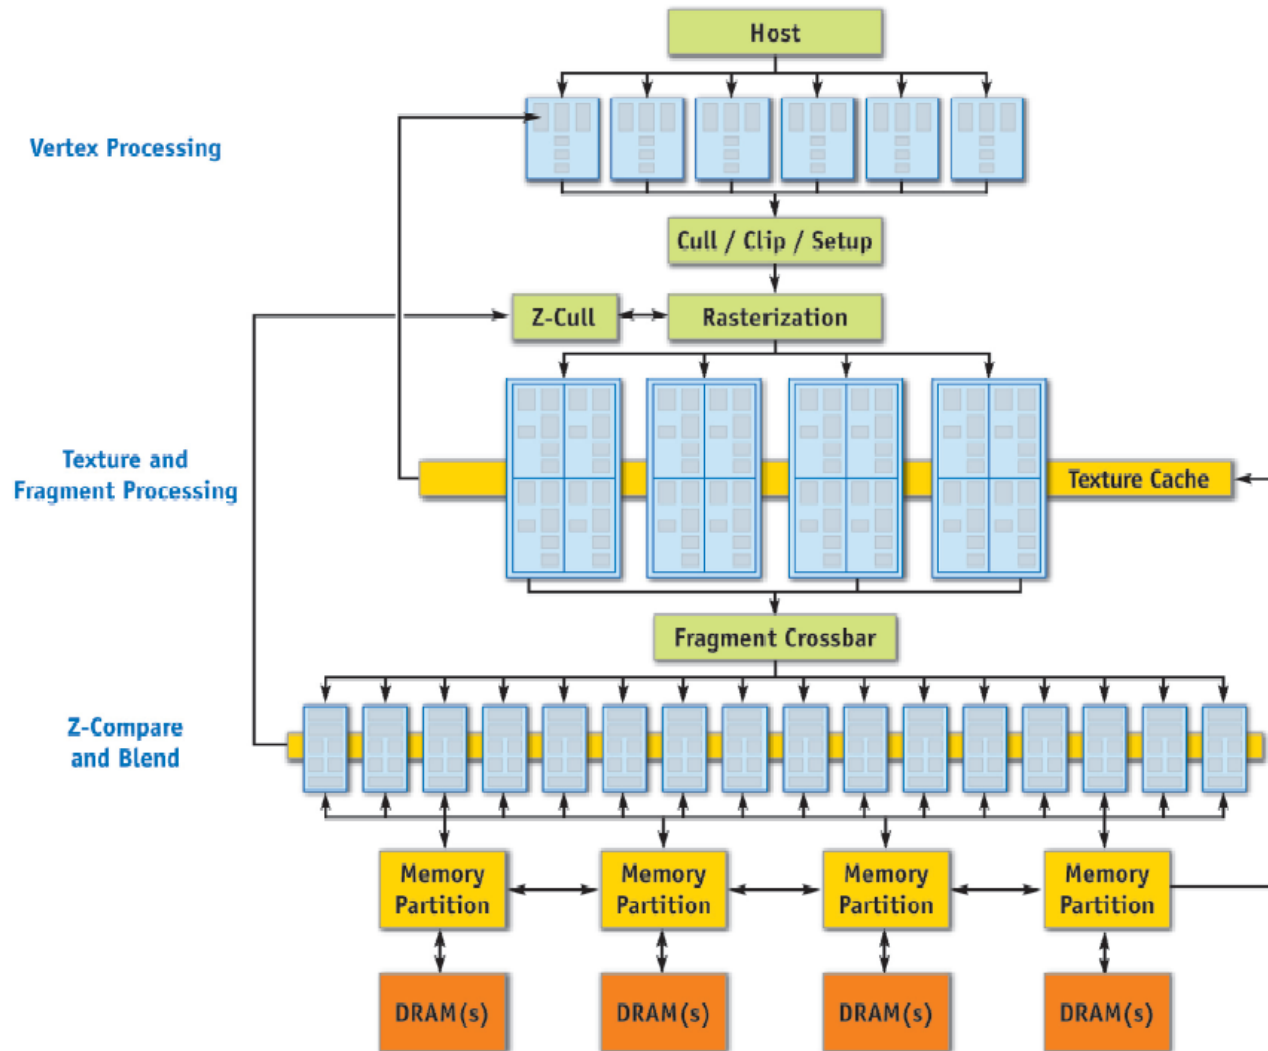 Host
Vertex Processing
Cull / Clip / Setup
Z-Cull
Rasterization
Texture and
Fragment Processing
Texture Cache
Fragment Crossbar
Z-Compare
and Blend
Memory
Partition
Memory
Partition
Memory
Partition
Memory
Partition
DRAM(s)
DRAM(s)
DRAM(s)
DRAM(s)